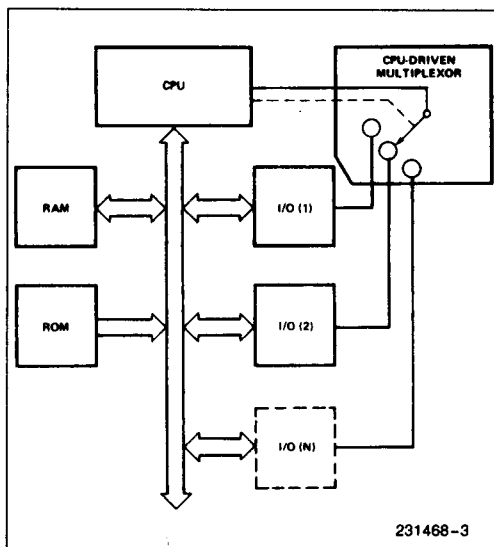 CPU
CPU-DRIVEN
MULTIPLEXOR
RAM
I/O (1)
ROM
I/O (2)
I/O (N)
231468-3